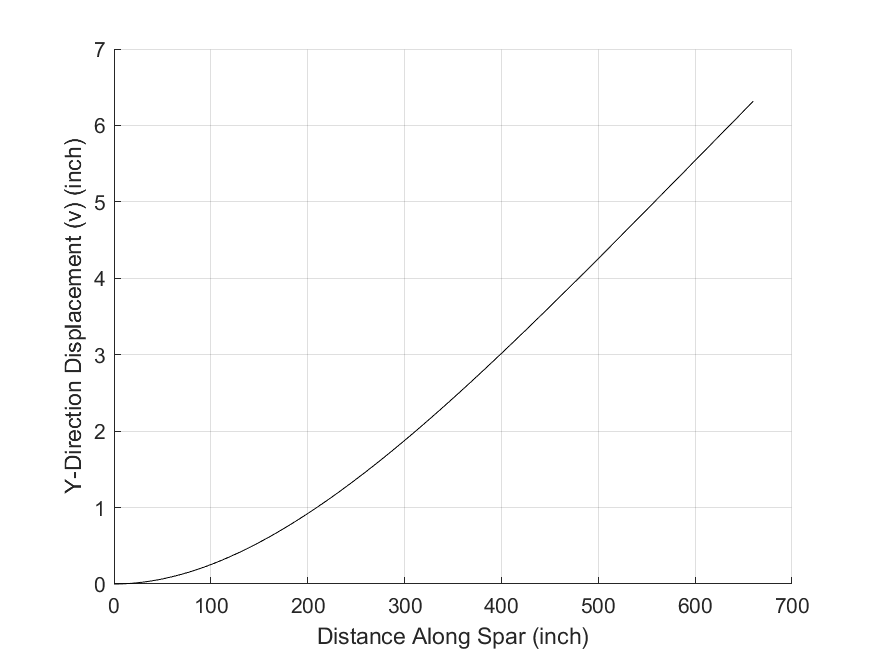 7
6
5
4
3
2
1
0
Y-Direction Displacement (v) (inch)
0 100 200 300 400 500 600 700
Distance Along Spar (inch)